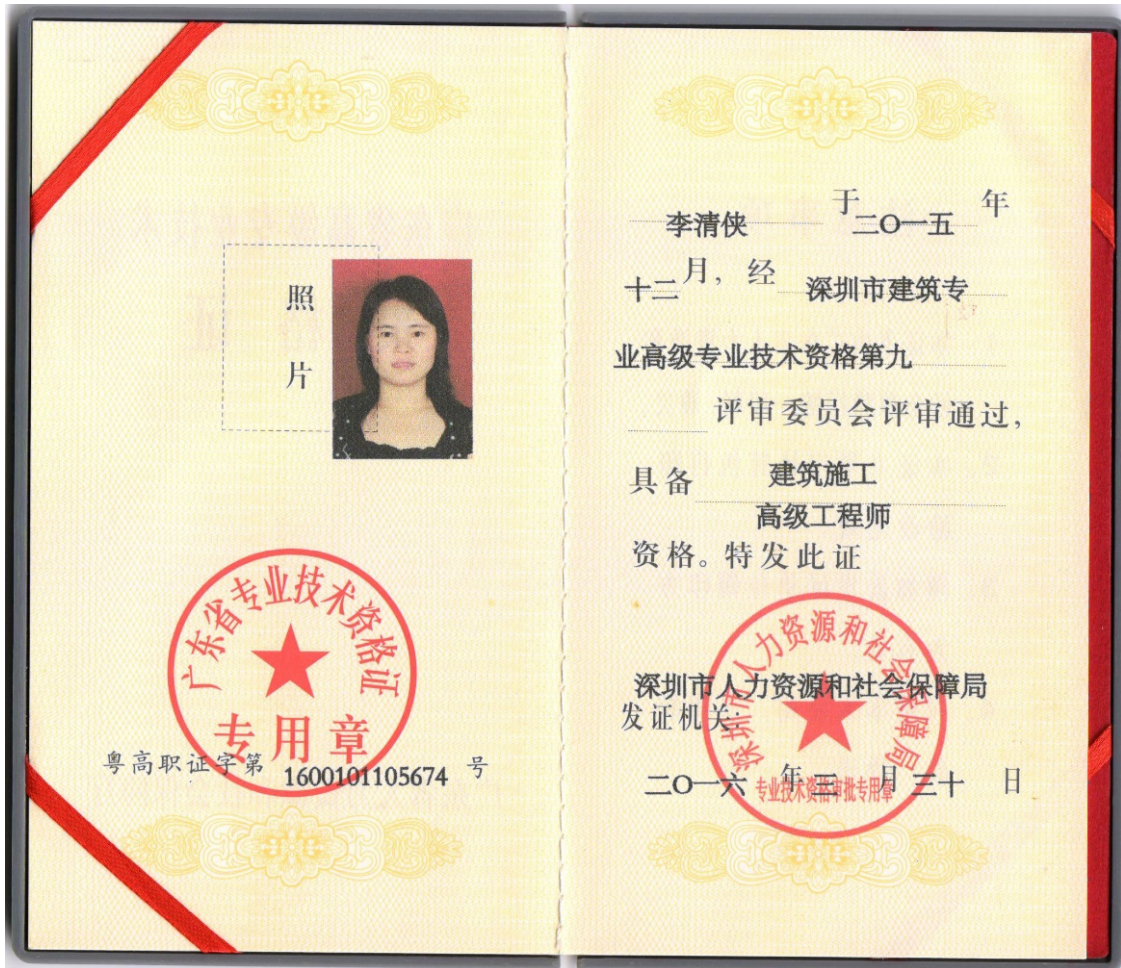 照
片
广东省专业技术资格证
专用章
粤高职证字第 1600101105674 号
李清侠 于二〇一五 年
十二月，经 深圳市建筑专
业高级专业技术资格第九
评审委员会评审通过，
具备 建筑施工
高级工程师
资格。特发此证
深圳市人力资源和社会保障局
深圳市人力资源和社会保障局
发证机关：
二〇一六 年 三 月 三十 日
专业技术资格审批专用章